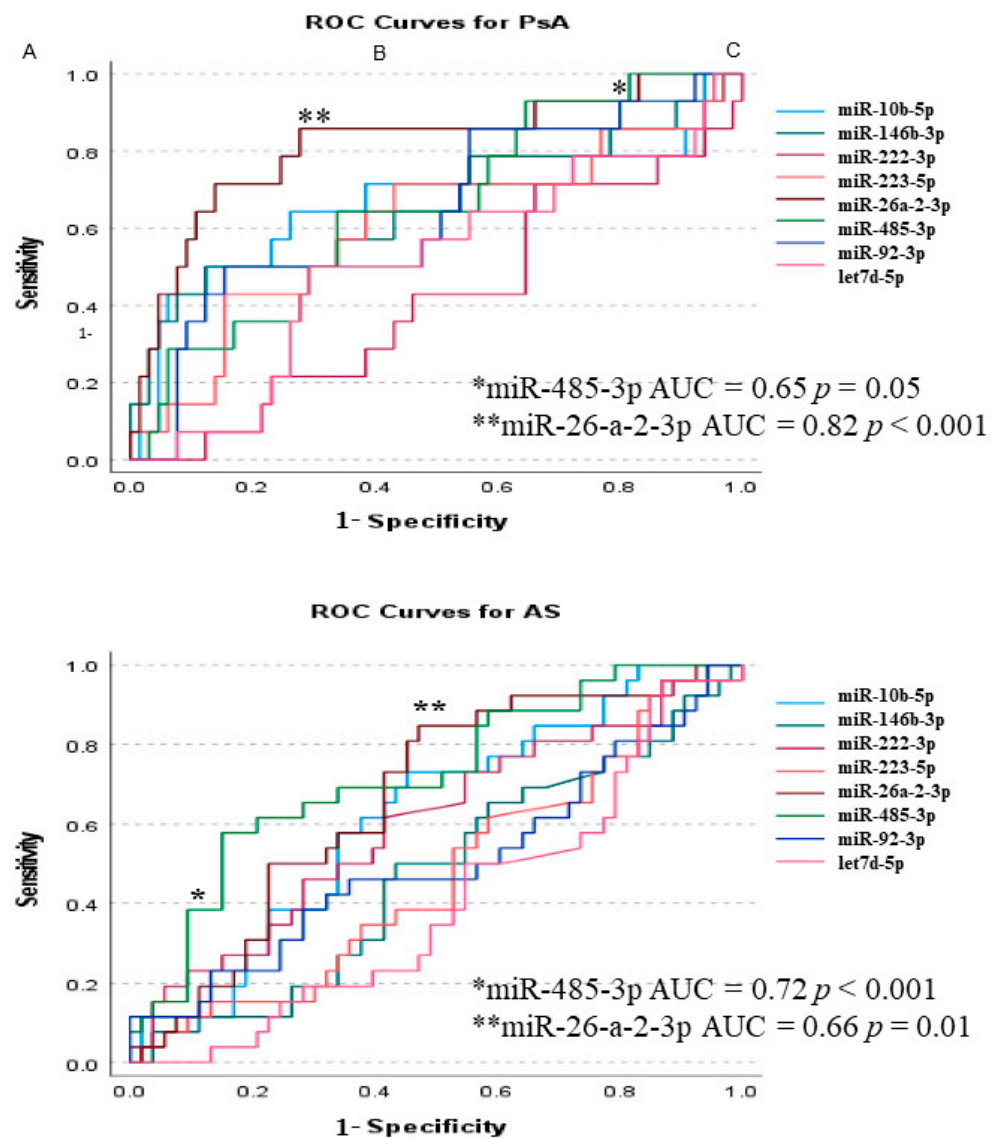 ROC Curves for PsA
A B C
1.0
0.8
0.6
0.4
1-
0.2
0.0
Sensitivity
** *
miR-10b-5p
miR-146b-3p
miR-222-3p
miR-223-5p
miR-26a-2-3p
miR-485-3p
miR-92-3p
let7d-5p
*miR-485-3p AUC = 0.65 p = 0.05
**miR-26-a-2-3p AUC = 0.82 p < 0.001
0.0 0.2 0.4 0.6 0.8 1.0
1- Specificity
ROC Curves for AS
1.0
0.8
0.6
0.4
0.2
0.0
Sensitivity
**
*
miR-10b-5p
miR-146b-3p
miR-222-3p
miR-223-5p
miR-26a-2-3p
miR-485-3p
miR-92-3p
let7d-5p
*miR-485-3p AUC = 0.72 p < 0.001
**miR-26-a-2-3p AUC = 0.66 p = 0.01
0.0 0.2 0.4 0.6 0.8 1.0
1- Specificity